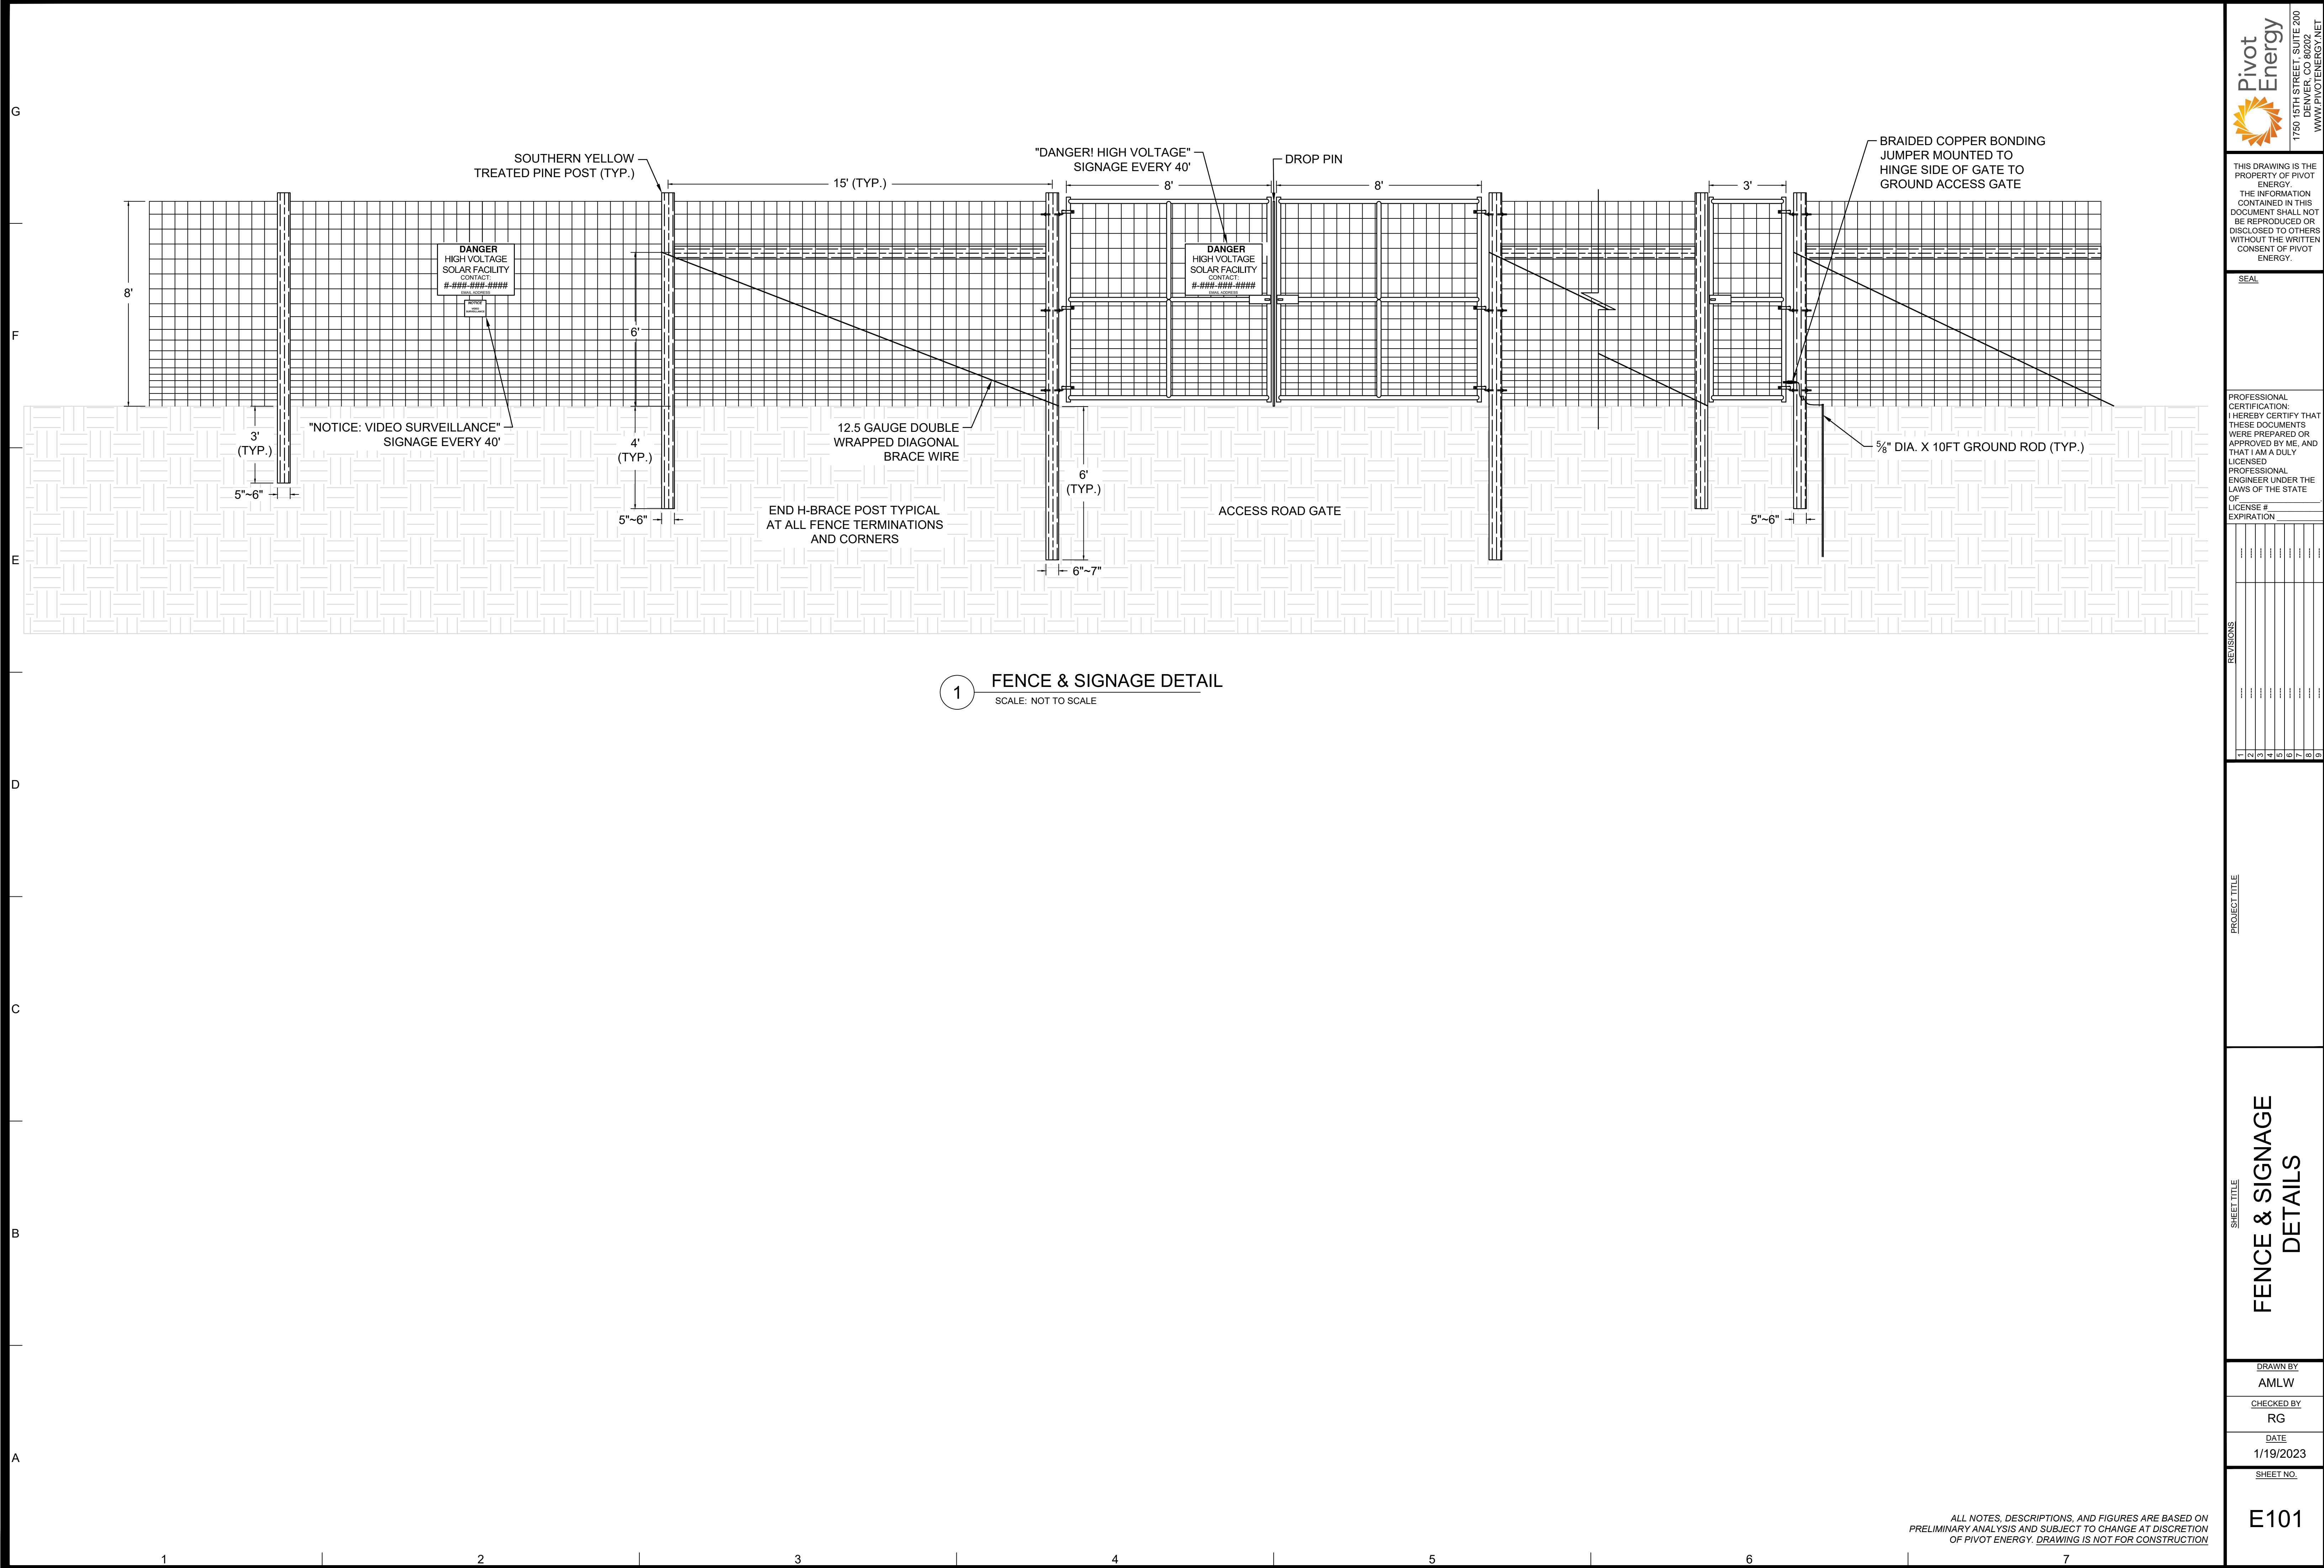 SOUTHERN YELLOW
TREATED PINE POST (TYP.)
15' (TYP.)
"DANGER! HIGH VOLTAGE"
SIGNAGE EVERY 40'
DROP PIN
8'
8'
3'
BRAIDED COPPER BONDING
JUMPER MOUNTED TO
HINGE SIDE OF GATE TO
GROUND ACCESS GATE
8'
DANGER
HIGH VOLTAGE
SOLAR FACILITY
CONTACT:
#-###-###-####
EMAIL ADDRESS
NOTICE
VIDEO
SURVEILLANCE
6'
DANGER
HIGH VOLTAGE
SOLAR FACILITY
CONTACT:
#-###-###-####
EMAIL ADDRESS
3'
(TYP.)
"NOTICE: VIDEO SURVEILLANCE"
SIGNAGE EVERY 40'
5"~6"
4'
(TYP.)
5"~6"
12.5 GAUGE DOUBLE
WRAPPED DIAGONAL
BRACE WIRE
END H-BRACE POST TYPICAL
AT ALL FENCE TERMINATIONS
AND CORNERS
6'
(TYP.)
6"~7"
ACCESS ROAD GATE
5"~6"
⅝" DIA. X 10FT GROUND ROD (TYP.)
1
FENCE & SIGNAGE DETAIL
SCALE: NOT TO SCALE
ALL NOTES, DESCRIPTIONS, AND FIGURES ARE BASED ON
PRELIMINARY ANALYSIS AND SUBJECT TO CHANGE AT DISCRETION
OF PIVOT ENERGY. DRAWING IS NOT FOR CONSTRUCTION
G
F
E
D
C
B
A
1
2
3
4
5
6
7
Pivot
Energy
1750 15TH STREET, SUITE 200
DENVER, CO 80202
WWW.PIVOTENERGY.NET
THIS DRAWING IS THE
PROPERTY OF PIVOT
ENERGY.
THE INFORMATION
CONTAINED IN THIS
DOCUMENT SHALL NOT
BE REPRODUCED OR
DISCLOSED TO OTHERS
WITHOUT THE WRITTEN
CONSENT OF PIVOT
ENERGY.
SEAL
PROFESSIONAL
CERTIFICATION:
I HEREBY CERTIFY THAT
THESE DOCUMENTS
WERE PREPARED OR
APPROVED BY ME, AND
THAT I AM A DULY
LICENSED
PROFESSIONAL
ENGINEER UNDER THE
LAWS OF THE STATE
OF
LICENSE #
EXPIRATION
REVISIONS
1
2
3
4
5
6
7
8
9
PROJECT TITLE
SHEET TITLE
FENCE & SIGNAGE
DETAILS
DRAWN BY
AMLW
CHECKED BY
RG
DATE
1/19/2023
SHEET NO.
E101